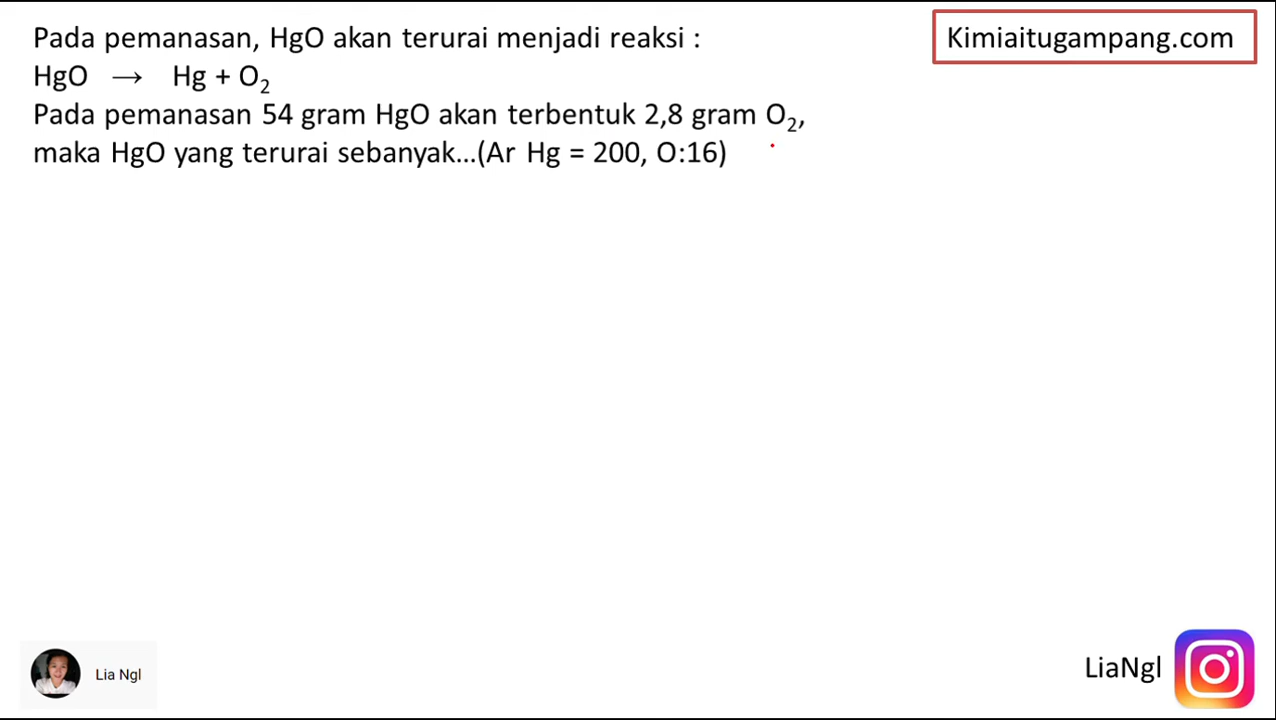 Pada pemanasan, HgO akan terurai menjadi reaksi :
Kimiaitugampang.com
HgO → Hg + O₂
Pada pemanasan 54 gram HgO akan terbentuk 2,8 gram O₂,
maka HgO yang terurai sebanyak...(Ar Hg = 200, O:16)
Lia Ngl
LiaNgl